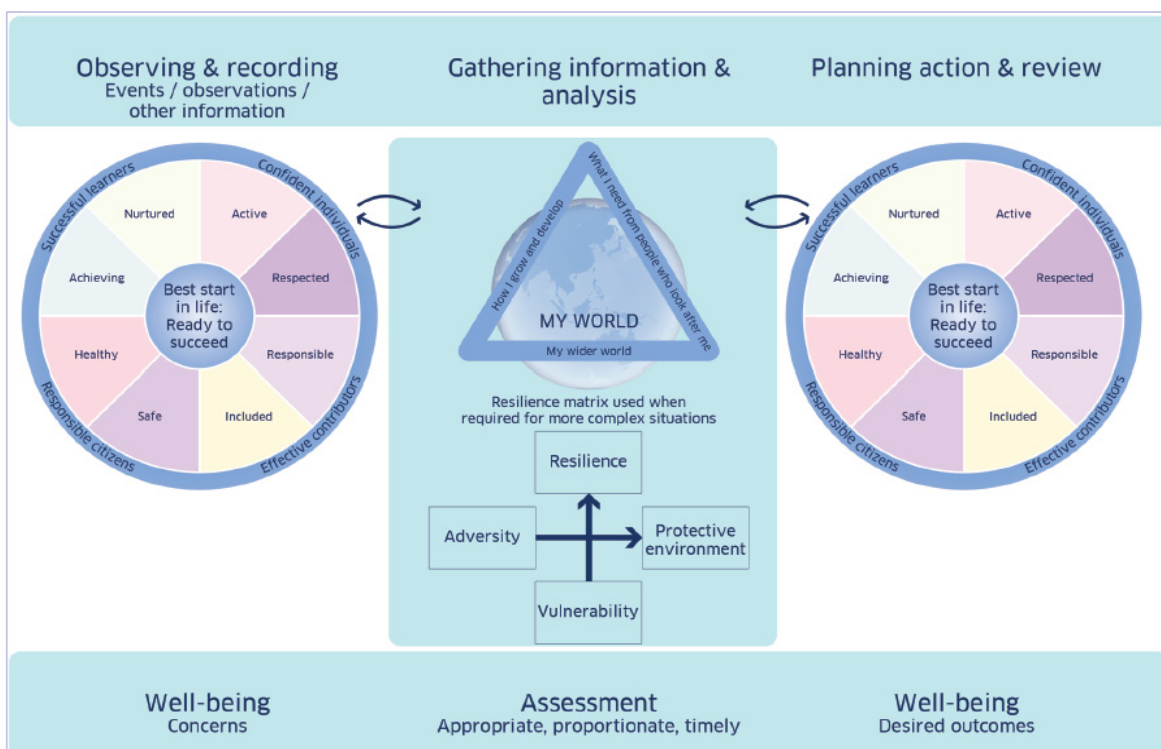 Observing & recording
Events / observations /
other information
Gathering information &
analysis
Planning action & review
Successful learners
Confident individuals
Nurtured
Active
Achieving
Respected
Best start
in life:
Ready to
succeed
Healthy
Responsible
Safe
Included
Responsible citizens
Effective contributors
How I grow and develop
What I need from people who look after me
MY WORLD
My wider world
Resilience matrix used when
required for more complex situations
Resilience
Adversity
Protective
environment
Vulnerability
Successful learners
Confident individuals
Nurtured
Active
Achieving
Respected
Best start
in life:
Ready to
succeed
Healthy
Responsible
Safe
Included
Responsible citizens
Effective contributors
Well-being
Concerns
Assessment
Appropriate, proportionate, timely
Well-being
Desired outcomes